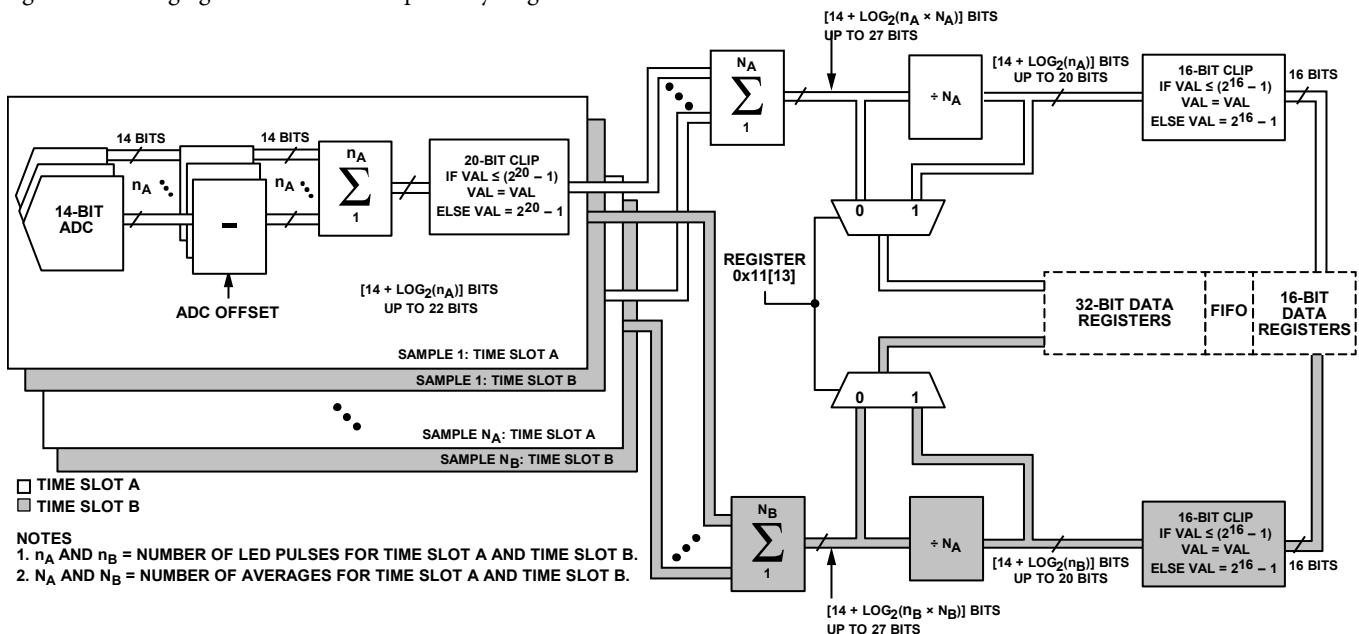 [14 + LOG2(nA × NA)] BITS
UP TO 27 BITS
[14 + LOG2(nA)] BITS
UP TO 20 BITS
16-BIT CLIP
IF VAL ≤ (2^16 – 1)
VAL = VAL
ELSE VAL = 2^16 – 1
16 BITS
NA
Σ
1
÷ NA
14 BITS
14 BITS
nA
nA
14-BIT
ADC
–
ADC OFFSET
nA
Σ
1
20-BIT CLIP
IF VAL ≤ (2^20 – 1)
VAL = VAL
ELSE VAL = 2^20 – 1
[14 + LOG2(nA)] BITS
UP TO 22 BITS
SAMPLE 1: TIME SLOT A
SAMPLE 1: TIME SLOT B
SAMPLE NA: TIME SLOT A
SAMPLE NB: TIME SLOT B
0 1
REGISTER
0x11[13]
32-BIT DATA
REGISTERS
FIFO
16-BIT
DATA
REGISTERS
0 1
TIME SLOT A
TIME SLOT B
NOTES
1. nA AND nB = NUMBER OF LED PULSES FOR TIME SLOT A AND TIME SLOT B.
2. NA AND NB = NUMBER OF AVERAGES FOR TIME SLOT A AND TIME SLOT B.
NB
Σ
1
÷ NA
[14 + LOG2(nB)] BITS
UP TO 20 BITS
16-BIT CLIP
IF VAL ≤ (2^16 – 1)
VAL = VAL
ELSE VAL = 2^16 – 1
16 BITS
[14 + LOG2(nB × NB)] BITS
UP TO 27 BITS